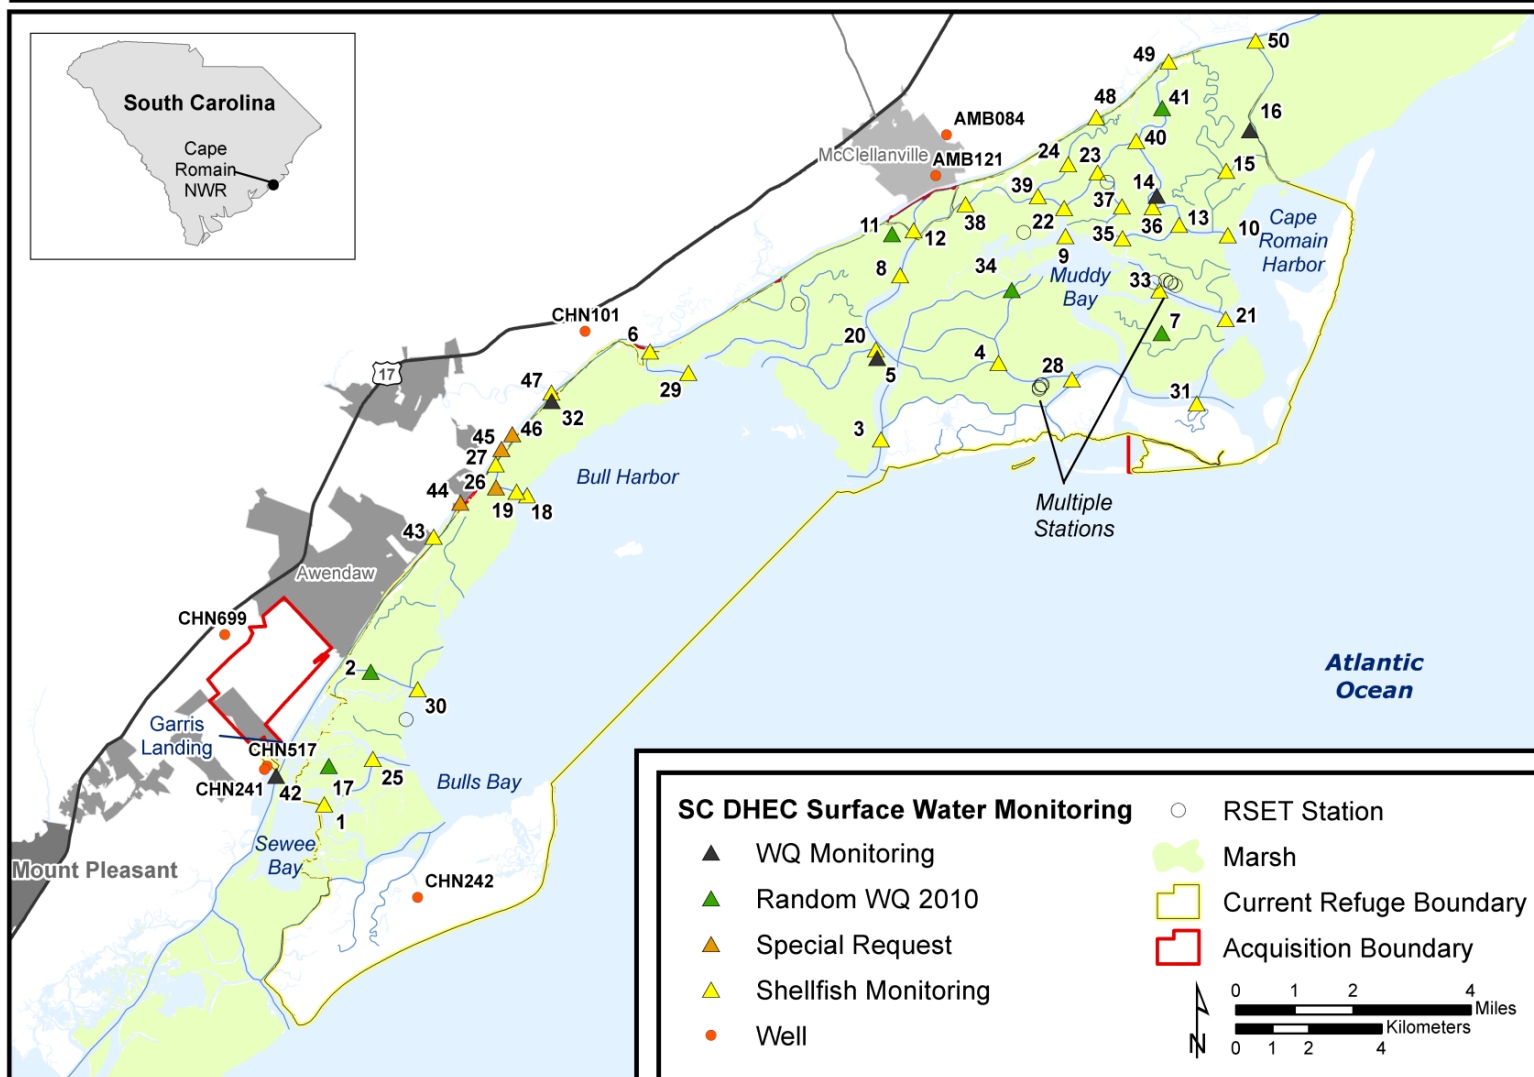 South Carolina
Cape
Romain
NWR
50
49
41
48
16
AMB084
40
McClellanville
24
23
AMB121
15
39
14
37
11
38
22
36
13
10
Cape
Romain
Harbor
12
35
9
8
34
Muddy
Bay
33
CHN101
6
21
7
20
4
17
5
28
29
47
31
32
46
45
3
27
Bull Harbor
26
44
19
18
Multiple
Stations
43
Awendaw
CHN699
2
Atlantic
Ocean
30
Garris
Landing
CHN517
25
CHN241
42
17
Bulls Bay
1
Sewee
Bay
Mount Pleasant
CHN242
SC DHEC Surface Water Monitoring
WQ Monitoring
Random WQ 2010
Special Request
Shellfish Monitoring
Well
RSET Station
Marsh
Current Refuge Boundary
Acquisition Boundary
N
0 1 2 4
Miles
Kilometers
0 1 2 4